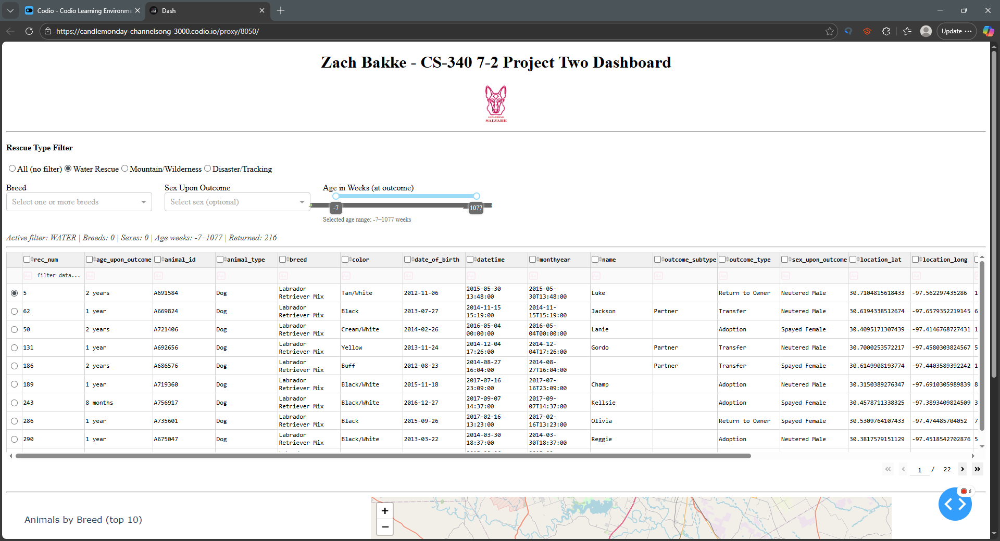 Codio - Codio Learning Environme
Dash
https://candlemonday-channelsong-3000.codio.io/proxy/8050/
Update
Zach Bakke - CS-340 7-2 Project Two Dashboard
GRAZIOSO
SALVARE
Rescue Type Filter
All (no filter) Water Rescue Mountain/Wilderness Disaster/Tracking
Breed Sex Upon Outcome Age in Weeks (at outcome)
Select one or more breeds Select sex (optional)
-7 1077
Selected age range: -7–1077 weeks
Active filter: WATER | Breeds: 0 | Sexes: 0 | Age weeks: -7–1077 | Returned: 216
rec_num age_upon_outcome animal_id animal_type breed color date_of_birth datetime monthyear name outcome_subtype outcome_type sex_upon_outcome location_lat location_long
Aa filter data... Aa Aa Aa Aa Aa Aa Aa Aa Aa Aa Aa Aa Aa Aa
5 2 years A691584 Dog Labrador Retriever Mix Tan/White 2012-11-06 2015-05-30 13:48:00 2015-05-30T13:48:00 Luke Return to Owner Neutered Male 30.7104815618433 -97.562297435286 1
62 1 year A669824 Dog Labrador Retriever Mix Black 2013-07-27 2014-11-15 15:19:00 2014-11-15T15:19:00 Jackson Partner Transfer Neutered Male 30.6194338512674 -97.6579352219145 6
50 2 years A721406 Dog Labrador Retriever Mix Cream/White 2014-02-26 2016-05-04 00:00:00 2016-05-04T00:00:00 Lanie Adoption Spayed Female 30.4095171307439 -97.4146768727431 1
131 1 year A692656 Dog Labrador Retriever Mix Yellow 2013-11-24 2014-12-04 17:26:00 2014-12-04T17:26:00 Gordo Partner Transfer Neutered Male 30.7000253572217 -97.4580303824567 5
186 2 years A686576 Dog Labrador Retriever Mix Buff 2012-08-23 2014-08-27 16:04:00 2014-08-27T16:04:00 Partner Transfer Spayed Female 30.6149908193774 -97.4403589392242 1
189 1 year A719360 Dog Labrador Retriever Mix Black/White 2015-11-18 2017-07-16 23:09:00 2017-07-16T23:09:00 Champ Adoption Neutered Male 30.3150389276347 -97.6910305989839 8
243 8 months A756917 Dog Labrador Retriever Mix Black/White 2016-12-27 2017-09-07 14:37:00 2017-09-07T14:37:00 Kellsie Adoption Spayed Female 30.4578711338325 -97.3893409824509 3
286 1 year A735601 Dog Labrador Retriever Mix Black 2015-09-26 2017-02-16 13:23:00 2017-02-16T13:23:00 Olivia Return to Owner Spayed Female 30.5309764107433 -97.474485704052 7
290 1 year A675047 Dog Labrador Retriever Mix Black/White 2013-03-22 2014-03-30 18:37:00 2014-03-30T18:37:00 Reggie Adoption Neutered Male 30.3817579151129 -97.4518542702876 5
1 / 22
6
Animals by Breed (top 10)
+
−